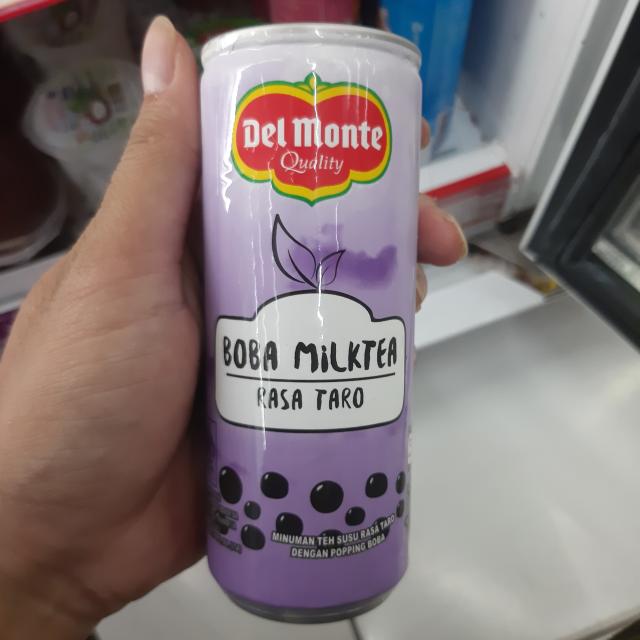 Del Monte
Quality
BOBA MiLKTEA
RASA TARO
MINUMAN TEH SUSU RASA TARO
DENGAN POPPING BOBA